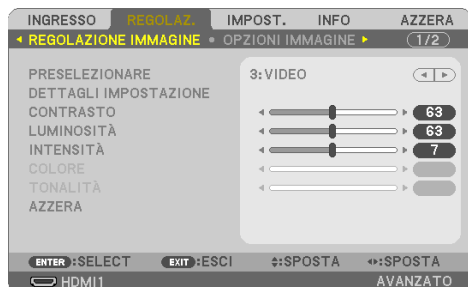 INGRESSO REGOLAZ. IMPOST. INFO AZZERA
REGOLAZIONE IMMAGINE • OPZIONI IMMAGINE 1/2
PRESELEZIONARE 3:VIDEO
DETTAGLI IMPOSTAZIONE
CONTRASTO 63
LUMINOSITÀ 63
INTENSITÀ 7
COLORE
TONALITÀ
AZZERA
ENTER:SELECT EXIT:ESCI :SPOSTA :SPOSTA
HDMI1 AVANZATO